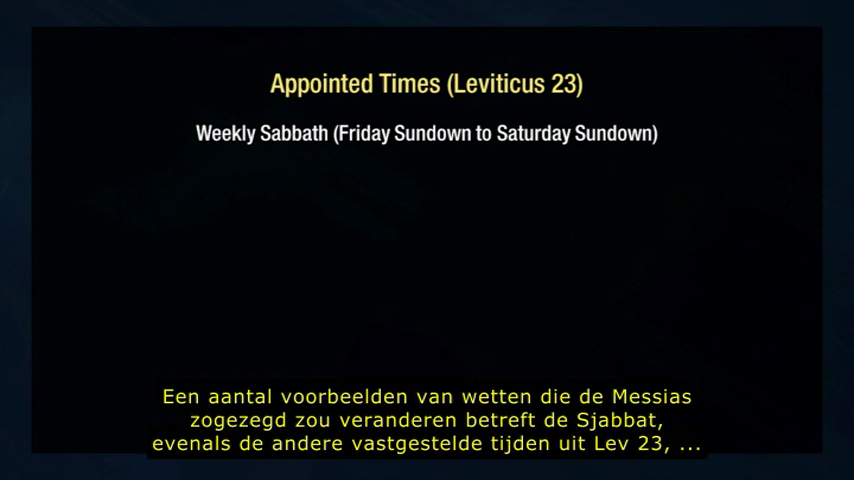 Appointed Times (Leviticus 23)
Weekly Sabbath (Friday Sundown to Saturday Sundown)
Een aantal voorbeelden van wetten die de Messias
zogezegd zou veranderen betreft de Sjabbat,
evenals de andere vastgestelde tijden uit Lev 23, ...